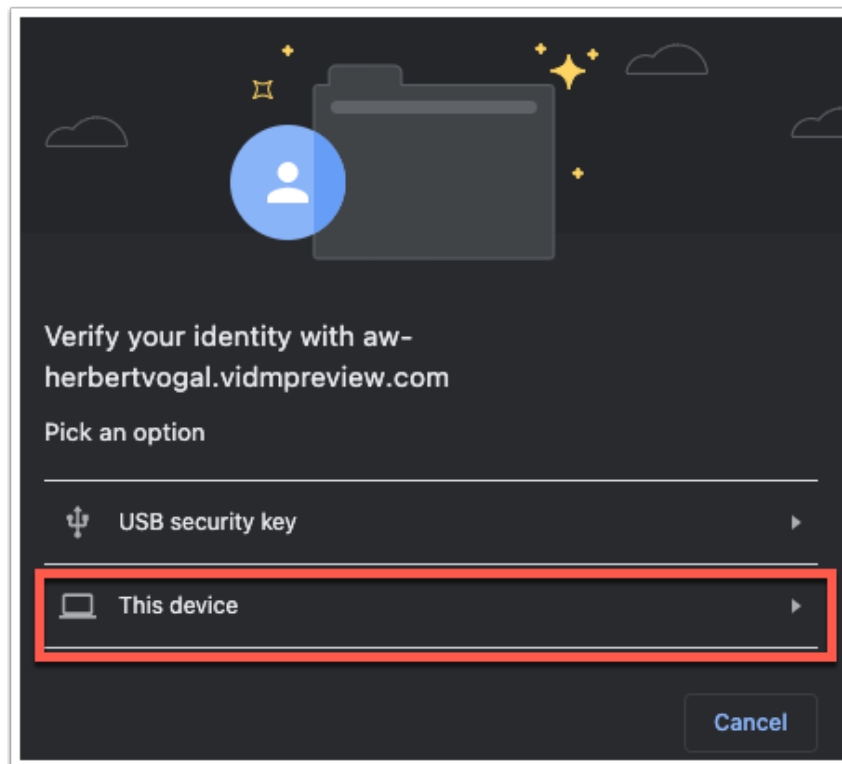 Verify your identity with aw-
herbertvogal.vidmpreview.com
Pick an option
USB security key
This device
Cancel